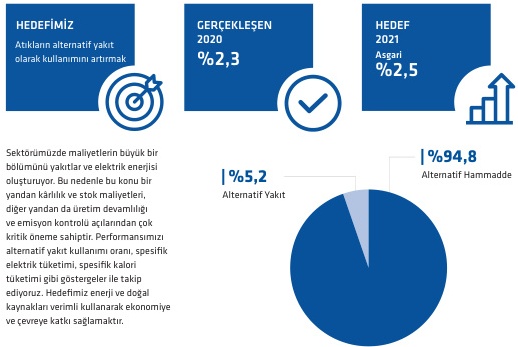 HEDEFİMİZ
Atıkların alternatif yakıt
olarak kullanımını artırmak
GERÇEKLEŞEN
2020
%2,3
HEDEF
2021
Asgari
%2,5
Sektörümüzde maliyetlerin büyük bir
bölümünü yakıtlar ve elektrik enerjisi
oluşturuyor. Bu nedenle bu konu bir
yandan kârlılık ve stok maliyetleri,
diğer yandan da üretim devamlılığı
ve emisyon kontrolü açılarından çok
kritik öneme sahiptir. Performansımızı
alternatif yakıt kullanımı oranı, spesifik
elektrik tüketimi, spesifik kalori
tüketimi gibi göstergeler ile takip
ediyoruz. Hedefimiz enerji ve doğal
kaynakları verimli kullanarak ekonomiye
ve çevreye katkı sağlamaktır.
%5,2
Alternatif Yakıt
%94,8
Alternatif Hammadde